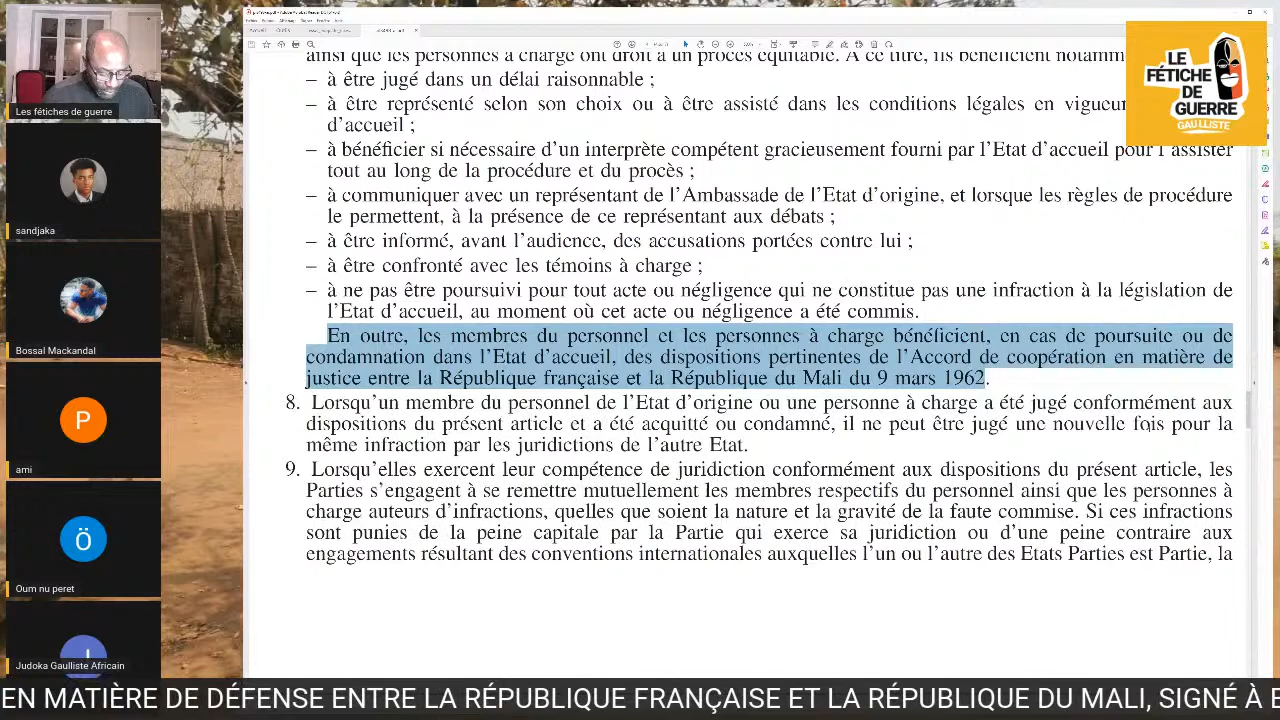 Les fétiches de guerre
sandjaka
Bossal Mackandal
ami
Oum nu peret
Judoka Gaulliste Africain
P
Ö
J
LE
FÉTICHE
DE
GUERRE
GAULLISTE
ainsi que les personnes à charge ont droit à un procès équitable. A ce titre, ils bénéficient
– à être jugé dans un délai raisonnable ;
– à être représenté selon son choix ou à être assisté dans les conditions légales en vigueur
d’accueil ;
– à bénéficier si nécessaire d’un interprète compétent gracieusement fourni par l’Etat d’accueil pour l’assister
tout au long de la procédure et du procès ;
– à communiquer avec un représentant de l’Ambassade de l’Etat d’origine, et lorsque les règles de procédure
le permettent, à la présence de ce représentant aux débats ;
– à être informé, avant l’audience, des accusations portées contre lui ;
– à être confronté avec les témoins à charge ;
– à ne pas être poursuivi pour tout acte ou négligence qui ne constitue pas une infraction à la législation de
l’Etat d’accueil, au moment où cet acte ou négligence a été commis.
En outre, les membres du personnel et les personnes à charge bénéficient, en cas de poursuite ou de
condamnation dans l’Etat d’accueil, des dispositions pertinentes de l’Accord de coopération en matière de
justice entre la République française et la République du Mali du 9 mars 1962.
8. Lorsqu’un membre du personnel de l’Etat d’origine ou une personne à charge a été jugé conformément aux
dispositions du présent article et a été acquitté ou condamné, il ne peut être jugé une nouvelle fois pour la
même infraction par les juridictions de l’autre Etat.
9. Lorsqu’elles exercent leur compétence de juridiction conformément aux dispositions du présent article, les
Parties s’engagent à se remettre mutuellement les membres respectifs du personnel ainsi que les personnes à
charge auteurs d’infractions, quelles que soient la nature et la gravité de la faute commise. Si ces infractions
sont punies de la peine capitale par la Partie qui exerce sa juridiction ou d’une peine contraire aux
engagements résultant des conventions internationales auxquelles l’un ou l’autre des Etats Parties est Partie, la
EN MATIÈRE DE DÉFENSE ENTRE LA RÉPUBLIQUE FRANÇAISE ET LA RÉPUBLIQUE DU MALI, SIGNÉ À